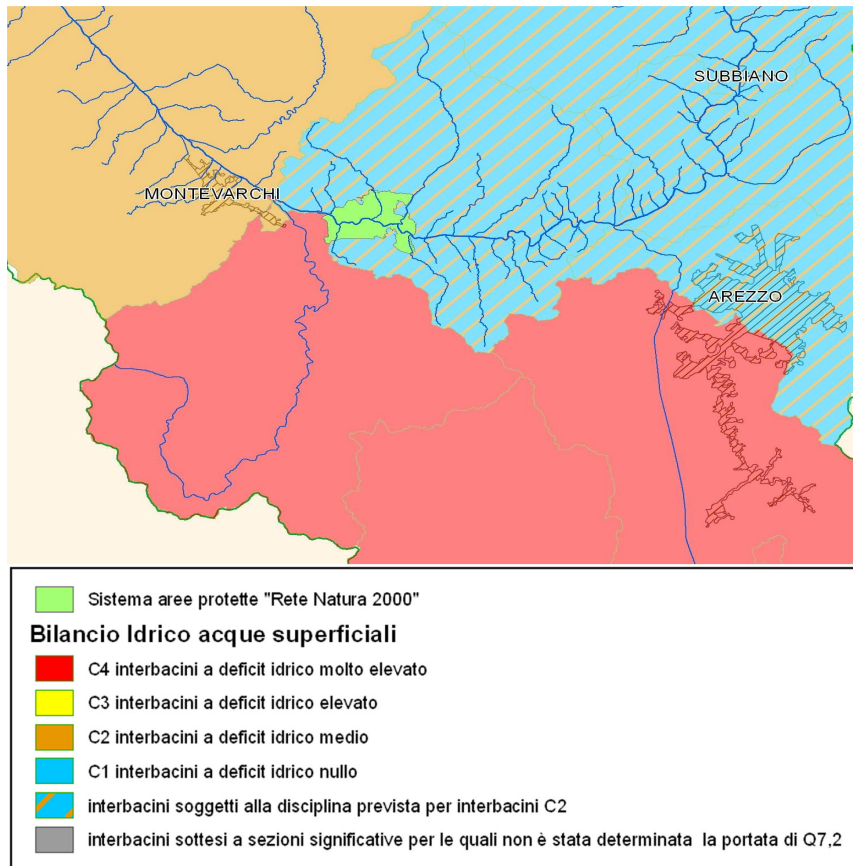 SUBBIANO
MONTEVARCHI
AREZZO
Sistema aree protette "Rete Natura 2000"
Bilancio Idrico acque superficiali
C4 interbacini a deficit idrico molto elevato
C3 interbacini a deficit idrico elevato
C2 interbacini a deficit idrico medio
C1 interbacini a deficit idrico nullo
interbacini soggetti alla disciplina prevista per interbacini C2
interbacini sottesi a sezioni significative per le quali non è stata determinata la portata di Q7,2